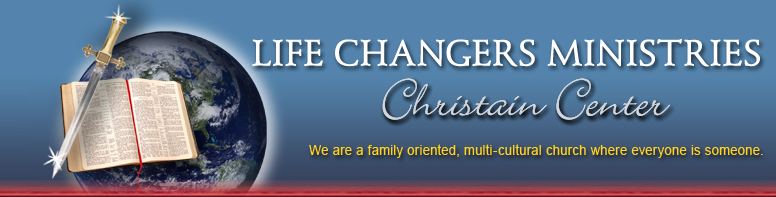 LIFE CHANGERS MINISTRIES
Christain Center
We are a family oriented, multi-cultural church where everyone is someone.